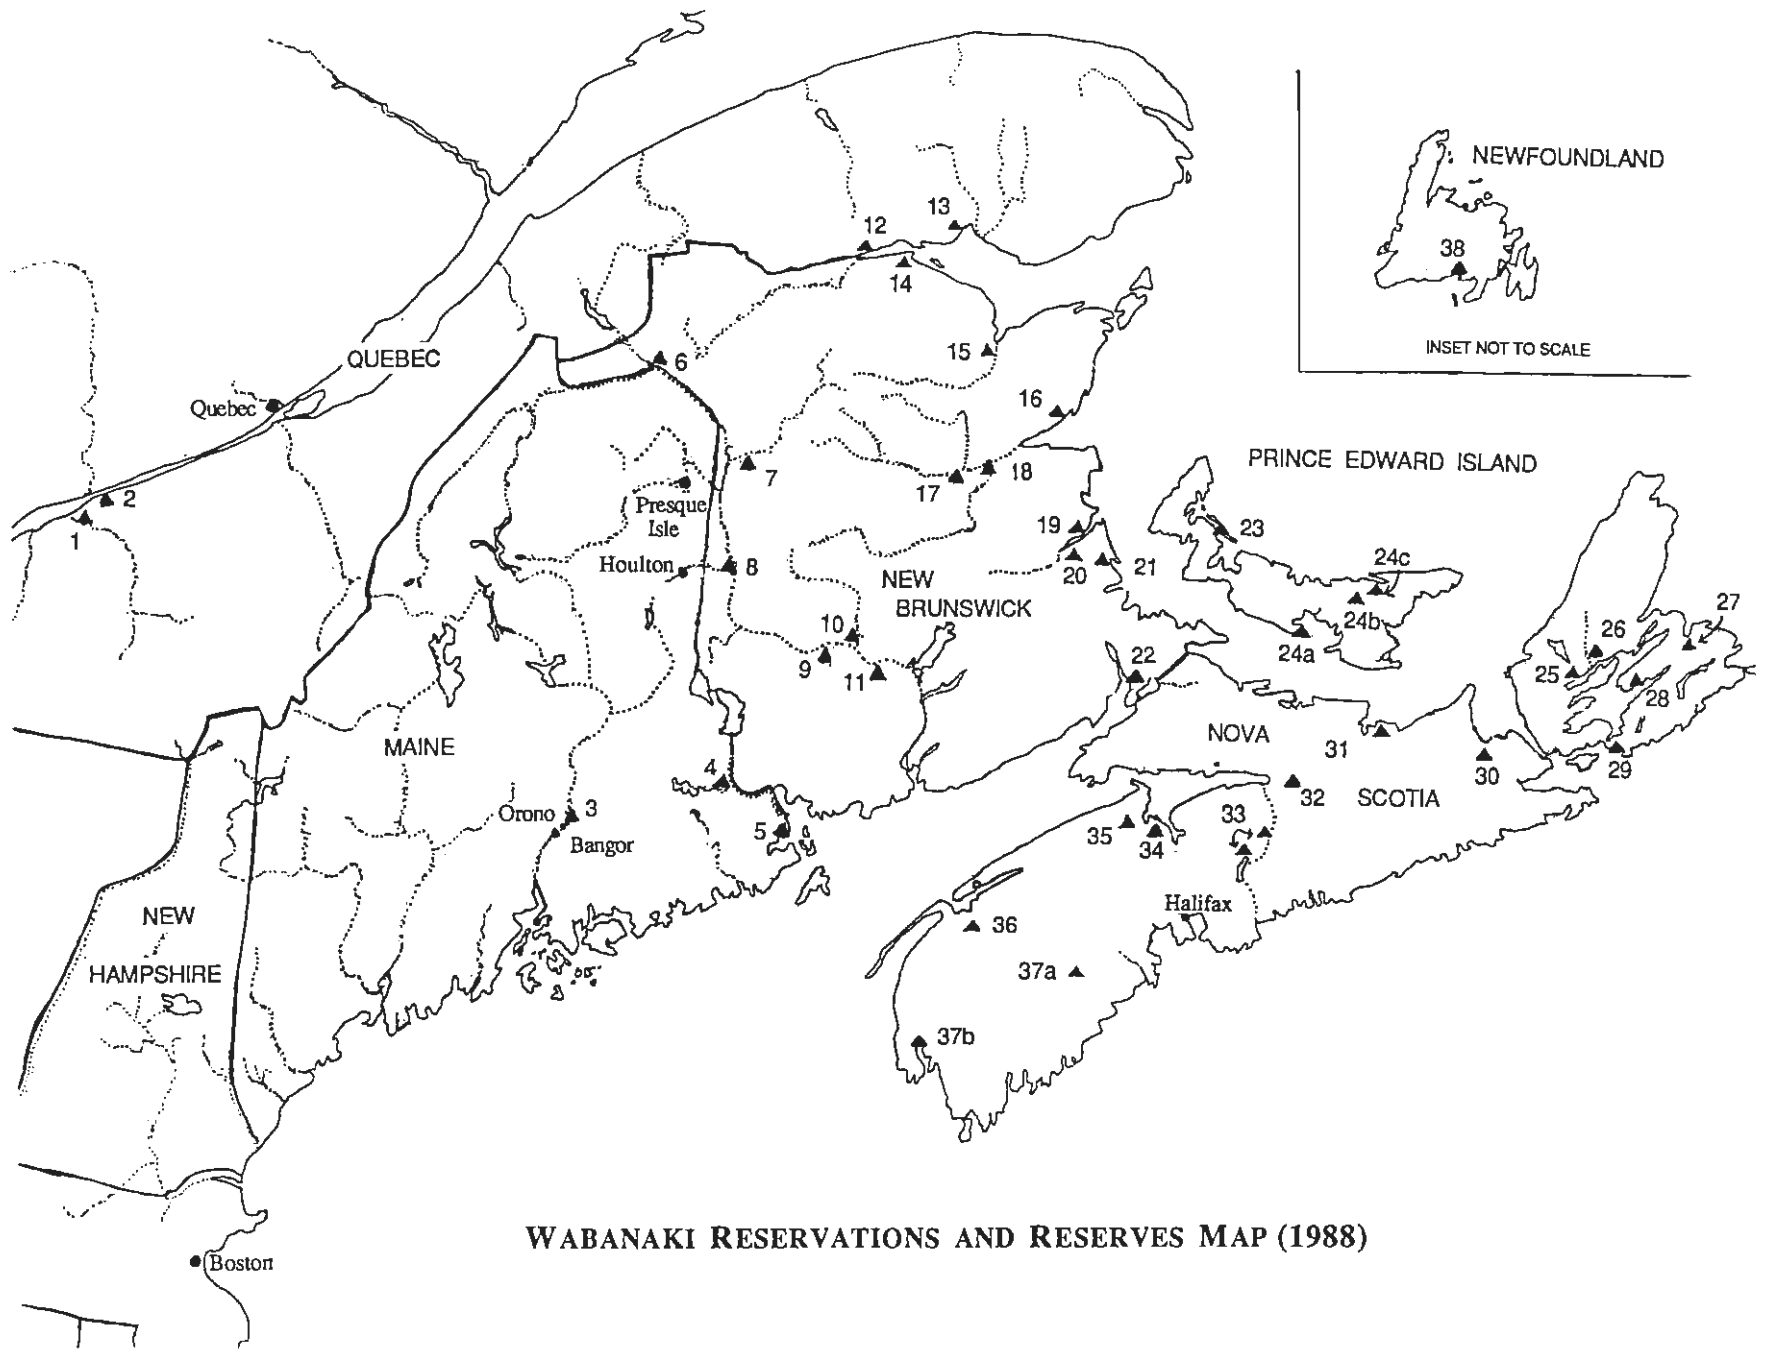 NEWFOUNDLAND
38
INSET NOT TO SCALE
12
13
14
QUEBEC
6
15
16
Quebec
PRINCE EDWARD ISLAND
7
17
18
2
1
Presque
Isle
19
23
Houlton
8
20
21
24c
NEW
BRUNSWICK
24b
27
10
9
11
22
24a
26
25
28
MAINE
NOVA
31
30
29
4
32
SCOTIA
Orono
3
5
35
34
33
Bangor
NEW
HAMPSHIRE
Halifax
36
37a
37b
WABANAKI RESERVATIONS AND RESERVES MAP (1988)
Boston